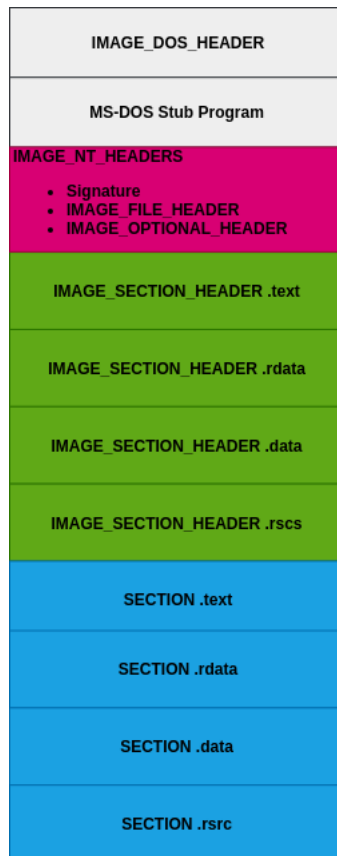 IMAGE_DOS_HEADER
MS-DOS Stub Program
IMAGE_NT_HEADERS
• Signature
• IMAGE_FILE_HEADER
• IMAGE_OPTIONAL_HEADER
IMAGE_SECTION_HEADER .text
IMAGE_SECTION_HEADER .rdata
IMAGE_SECTION_HEADER .data
IMAGE_SECTION_HEADER .rscs
SECTION .text
SECTION .rdata
SECTION .data
SECTION .rsrc